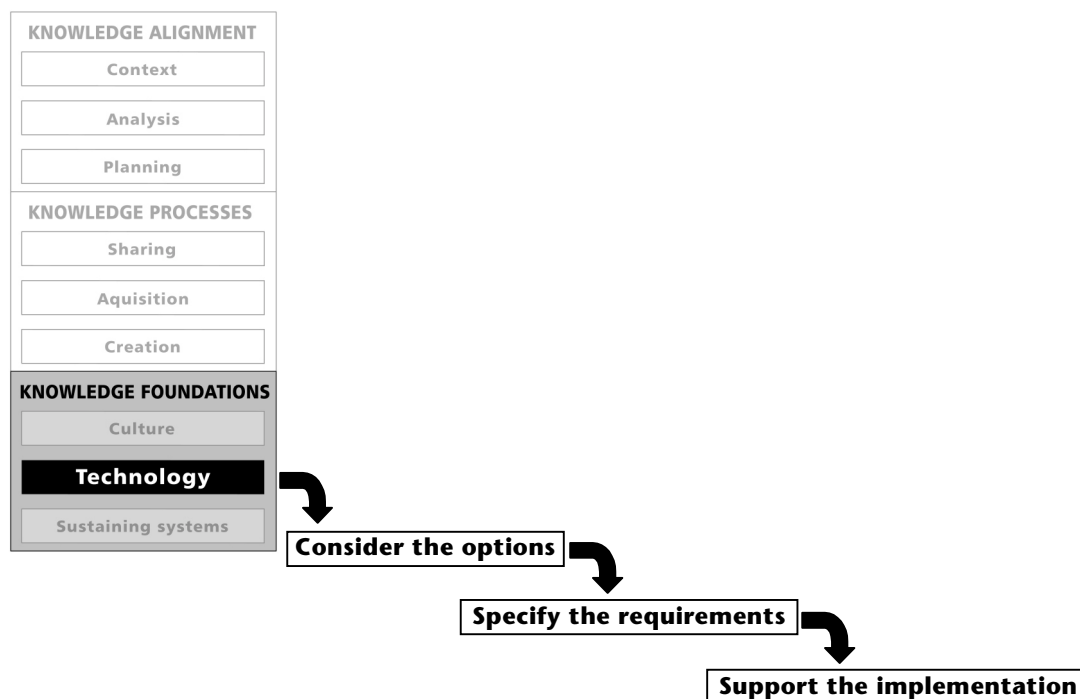 KNOWLEDGE ALIGNMENT
Context
Analysis
Planning
KNOWLEDGE PROCESSES
Sharing
Aquisition
Creation
KNOWLEDGE FOUNDATIONS
Culture
Technology
Sustaining systems
Consider the options
Specify the requirements
Support the implementation